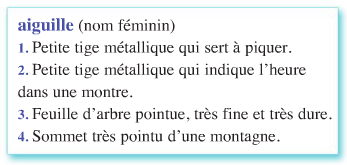 aiguille (nom féminin)
1. Petite tige métallique qui sert à piquer.
2. Petite tige métallique qui indique l'heure
dans une montre.
3. Feuille d'arbre pointue, très fine et très dure.
4. Sommet très pointu d'une montagne.